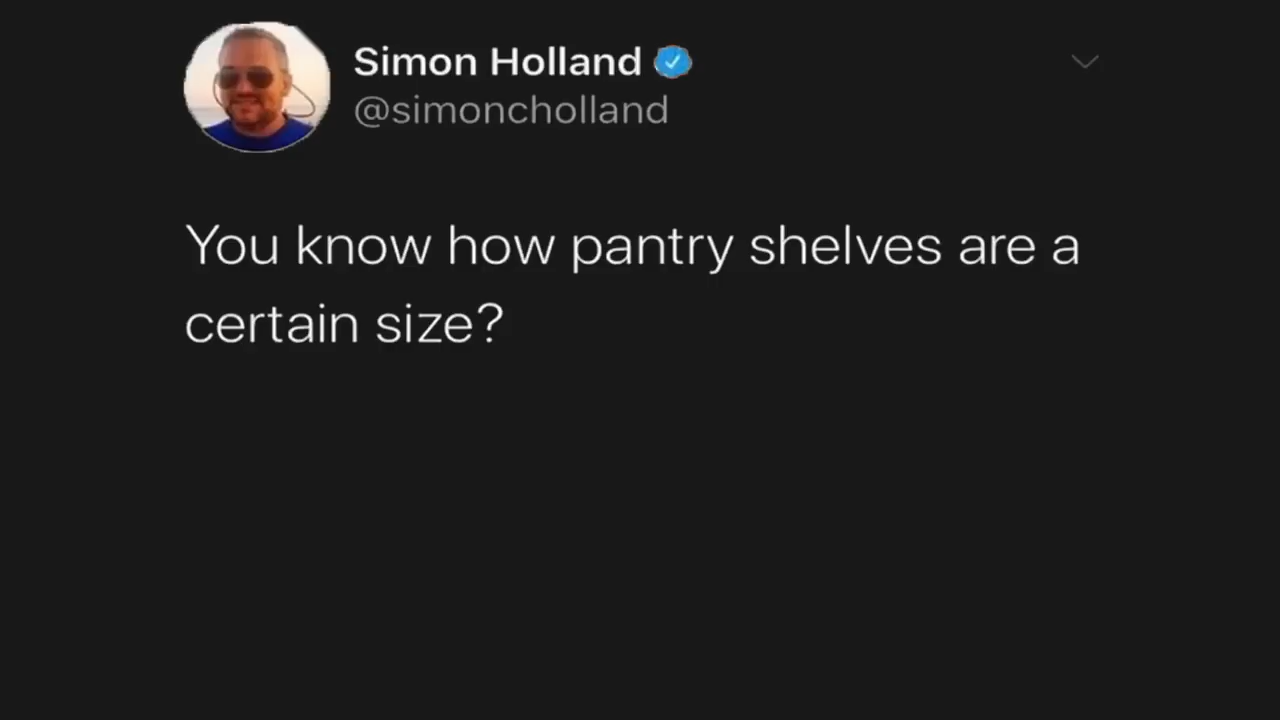 Simon Holland
@simoncholland
You know how pantry shelves are a
certain size?